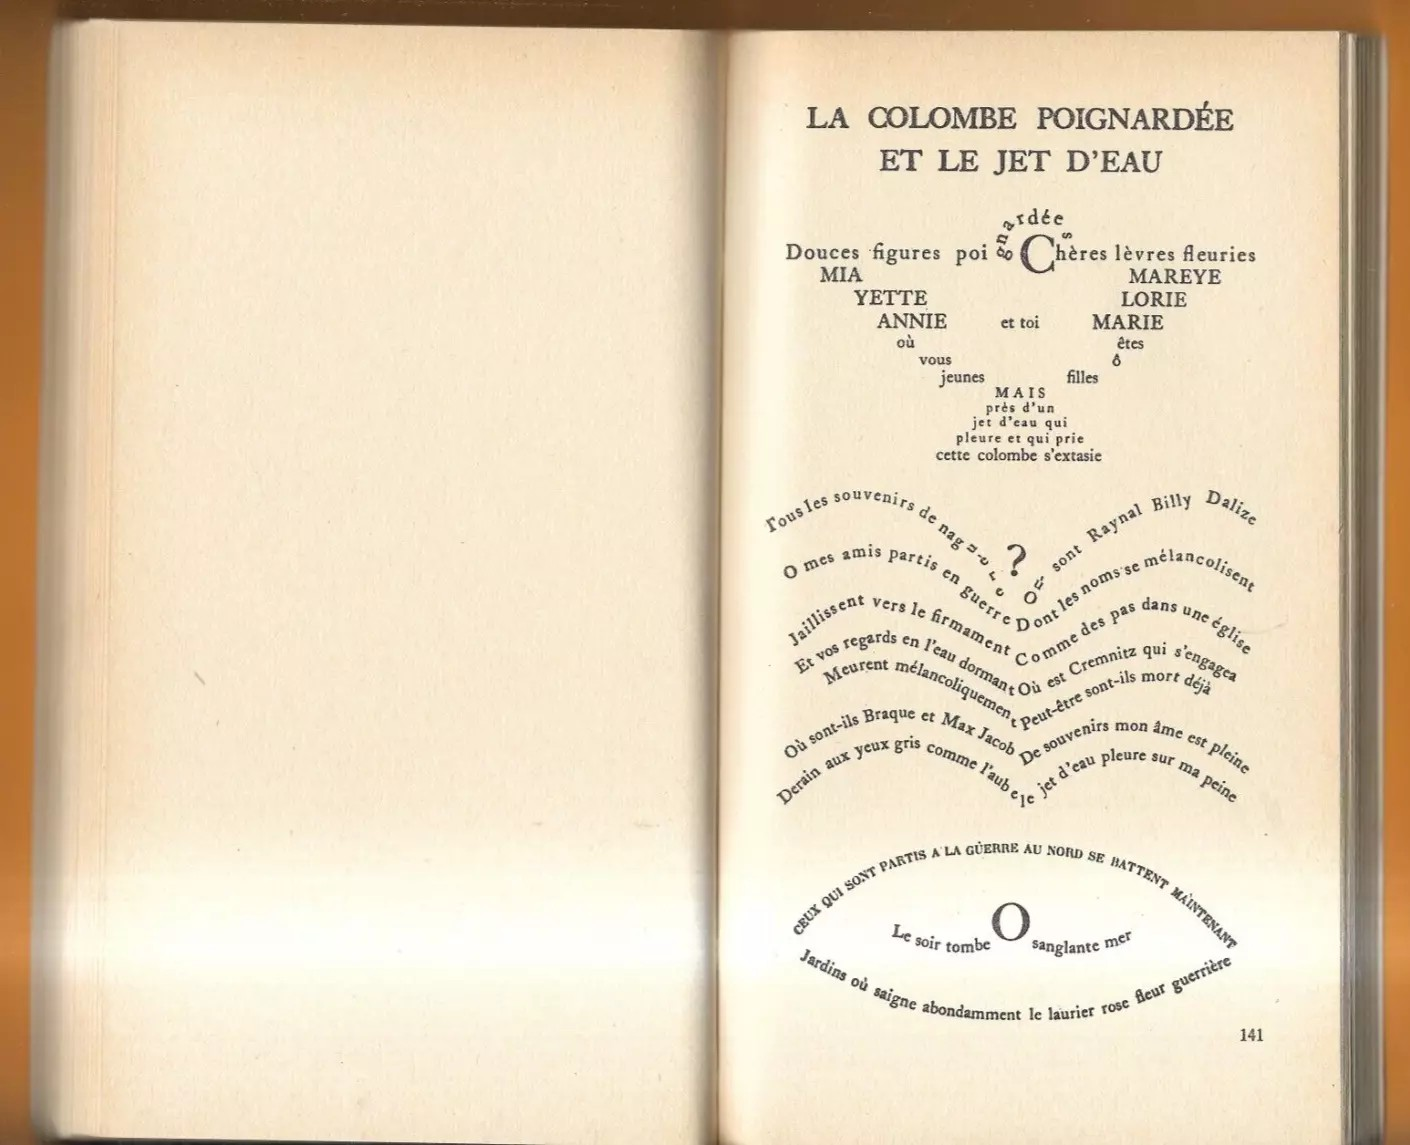 LA COLOMBE POIGNARDÉE
ET LE JET D'EAU
Douces figures poignardées Chères lèvres fleuries
MIA MAREYE
YETTE LORIE
ANNIE et toi MARIE
où êtes
vous ô
jeunes filles
MAIS
près d'un
jet d'eau qui
pleure et qui prie
cette colombe s'extasie
Tous les souvenirs de naguère
?
O mes amis partis en guerre
Jaillissent vers le firmament
Et vos regards en l'eau dormant
Meurent mélancoliquement
Où sont-ils Braque et Max Jacob
Derain aux yeux gris comme l'aube
Où sont Raynal Billy Dalize
Dont les noms se mélancolisent
Comme des pas dans une église
Où est Cremnitz qui s'engagea
Peut-être sont-ils mort déjà
De souvenirs mon âme est pleine
le jet d'eau pleure sur ma peine
CEUX QUI SONT PARTIS A LA GUERRE AU NORD SE BATTENT MAINTENANT
Le soir tombe O sanglante mer
Jardins où saigne abondamment le laurier rose fleur guerrière
141